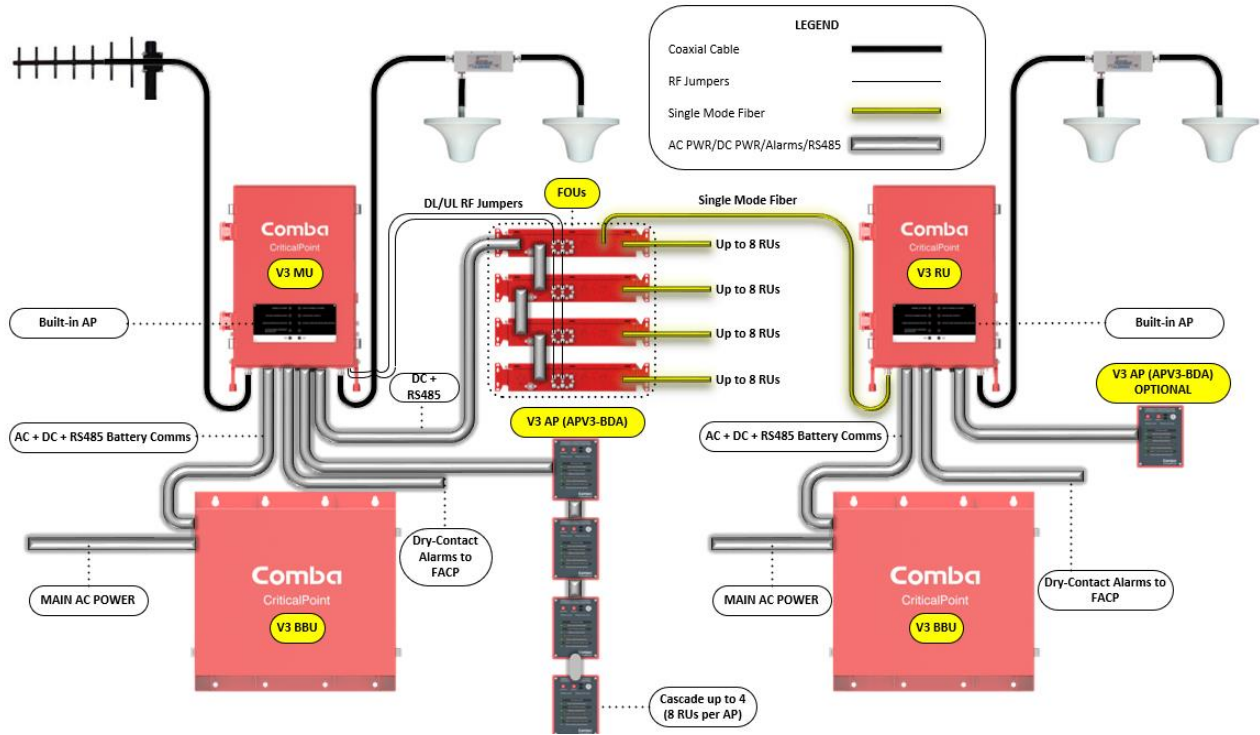 LEGEND
Coaxial Cable
RF Jumpers
Single Mode Fiber
AC PWR/DC PWR/Alarms/RS485
FOUs
DL/UL RF Jumpers
Single Mode Fiber
Comba
CriticalPoint
V3 MU
Up to 8 RUs
Up to 8 RUs
Up to 8 RUs
Up to 8 RUs
Comba
CriticalPoint
V3 RU
Built-in AP
Built-in AP
DC +
RS485
V3 AP (APV3-BDA)
V3 AP (APV3-BDA)
OPTIONAL
AC + DC + RS485 Battery Comms
AC + DC + RS485 Battery Comms
MAIN AC POWER
Dry-Contact
Alarms to
FACP
Comba
CriticalPoint
V3 BBU
MAIN AC POWER
Dry-Contact Alarms to
FACP
Comba
CriticalPoint
V3 BBU
Cascade up to 4
(8 RUs per AP)